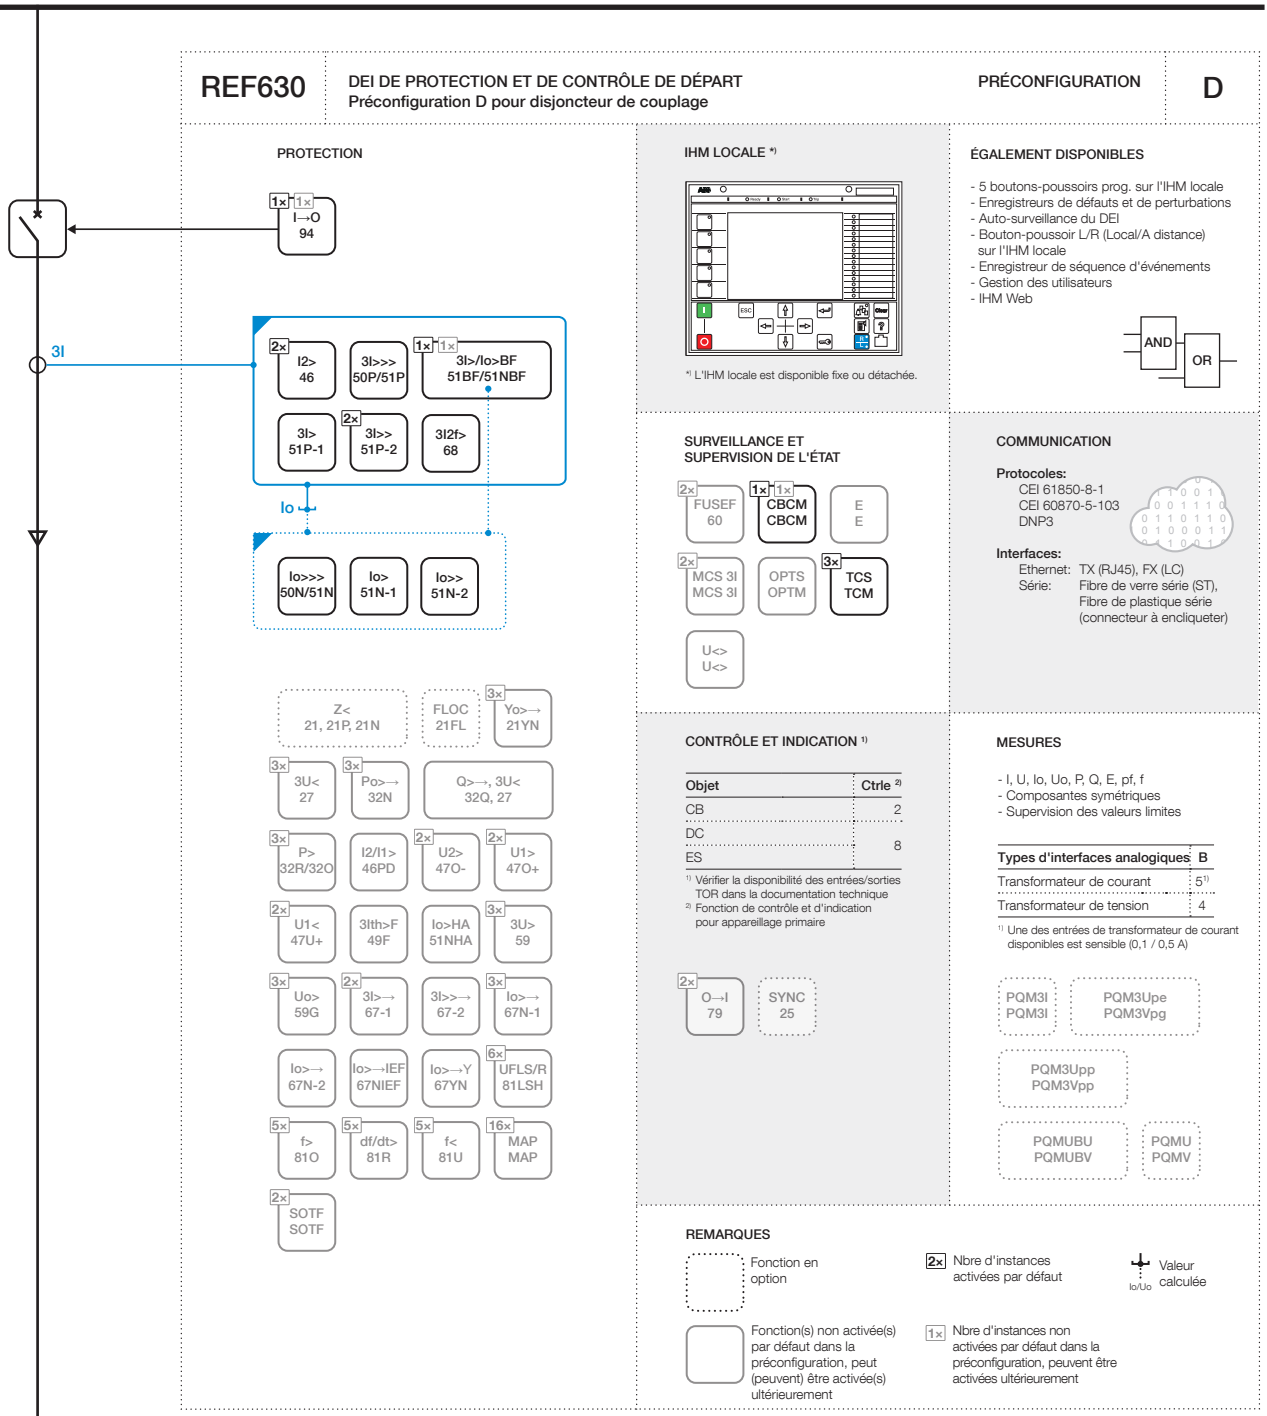 REF630
DEI DE PROTECTION ET DE CONTRÔLE DE DÉPART
Préconfiguration D pour disjoncteur de couplage
PRÉCONFIGURATION
D
PROTECTION
1× 1×
I→O
94
3I
2×
I2>
46
3I>>>
50P/51P
1× 1×
3I>/Io>BF
51BF/51NBF
3I>
51P-1
2×
3I>>
51P-2
3I2f>
68
Io
Io>>>
50N/51N
Io>
51N-1
Io>>
51N-2
Z<
21, 21P, 21N
FLOC
21FL
3×
Yo>→
21YN
3×
3U<
27
3×
Po>→
32N
Q>→, 3U<
32Q, 27
3×
P>
32R/32O
I2/I1>
46PD
2×
U2>
47O-
2×
U1>
47O+
2×
U1<
47U+
3Ith>F
49F
Io>HA
51NHA
3×
3U>
59
3×
Uo>
59G
2×
3I>→
67-1
3I>>→
67-2
3×
Io>→
67N-1
Io>→
67N-2
Io>→IEF
67NIEF
Io>→Y
67YN
6×
UFLS/R
81LSH
5×
f>
81O
5×
df/dt>
81R
5×
f<
81U
16×
MAP
MAP
2×
SOTF
SOTF
IHM LOCALE *)
ABB
Ready
Start
Trip
ESC
Clear
I
O
?
*) L'IHM locale est disponible fixe ou détachée.
ÉGALEMENT DISPONIBLES
- 5 boutons-poussoirs prog. sur l'IHM locale
- Enregistreurs de défauts et de perturbations
- Auto-surveillance du DEI
- Bouton-poussoir L/R (Local/A distance)
sur l'IHM locale
- Enregistreur de séquence d'événements
- Gestion des utilisateurs
- IHM Web
AND
OR
SURVEILLANCE ET
SUPERVISION DE L'ÉTAT
2×
FUSEF
60
1× 1×
CBCM
CBCM
E
E
2×
MCS 3I
MCS 3I
OPTS
OPTM
3×
TCS
TCM
U<>
U<>
COMMUNICATION
Protocoles:
CEI 61850-8-1
CEI 60870-5-103
DNP3
Interfaces:
Ethernet: TX (RJ45), FX (LC)
Série: Fibre de verre série (ST),
Fibre de plastique série
(connecteur à encliqueter)
CONTRÔLE ET INDICATION 1)
Objet Ctrle 2)
CB 2
DC
8
ES
1) Vérifier la disponibilité des entrées/sorties
TOR dans la documentation technique
2) Fonction de contrôle et d'indication
pour appareillage primaire
2×
O→I
79
SYNC
25
MESURES
- I, U, Io, Uo, P, Q, E, pf, f
- Composantes symétriques
- Supervision des valeurs limites
Types d'interfaces analogiques B
Transformateur de courant 51)
Transformateur de tension 4
1) Une des entrées de transformateur de courant
disponibles est sensible (0,1 / 0,5 A)
PQM3I
PQM3I
PQM3Upe
PQM3Vpg
PQM3Upp
PQM3Vpp
PQMUBU
PQMUBV
PQMU
PQMV
REMARQUES
Fonction en
option
2× Nbre d'instances
activées par défaut
Io/Uo
Valeur
calculée
Fonction(s) non activée(s)
par défaut dans la
préconfiguration, peut
(peuvent) être activée(s)
ultérieurement
1× Nbre d'instances non
activées par défaut dans la
préconfiguration, peuvent être
activées ultérieurement